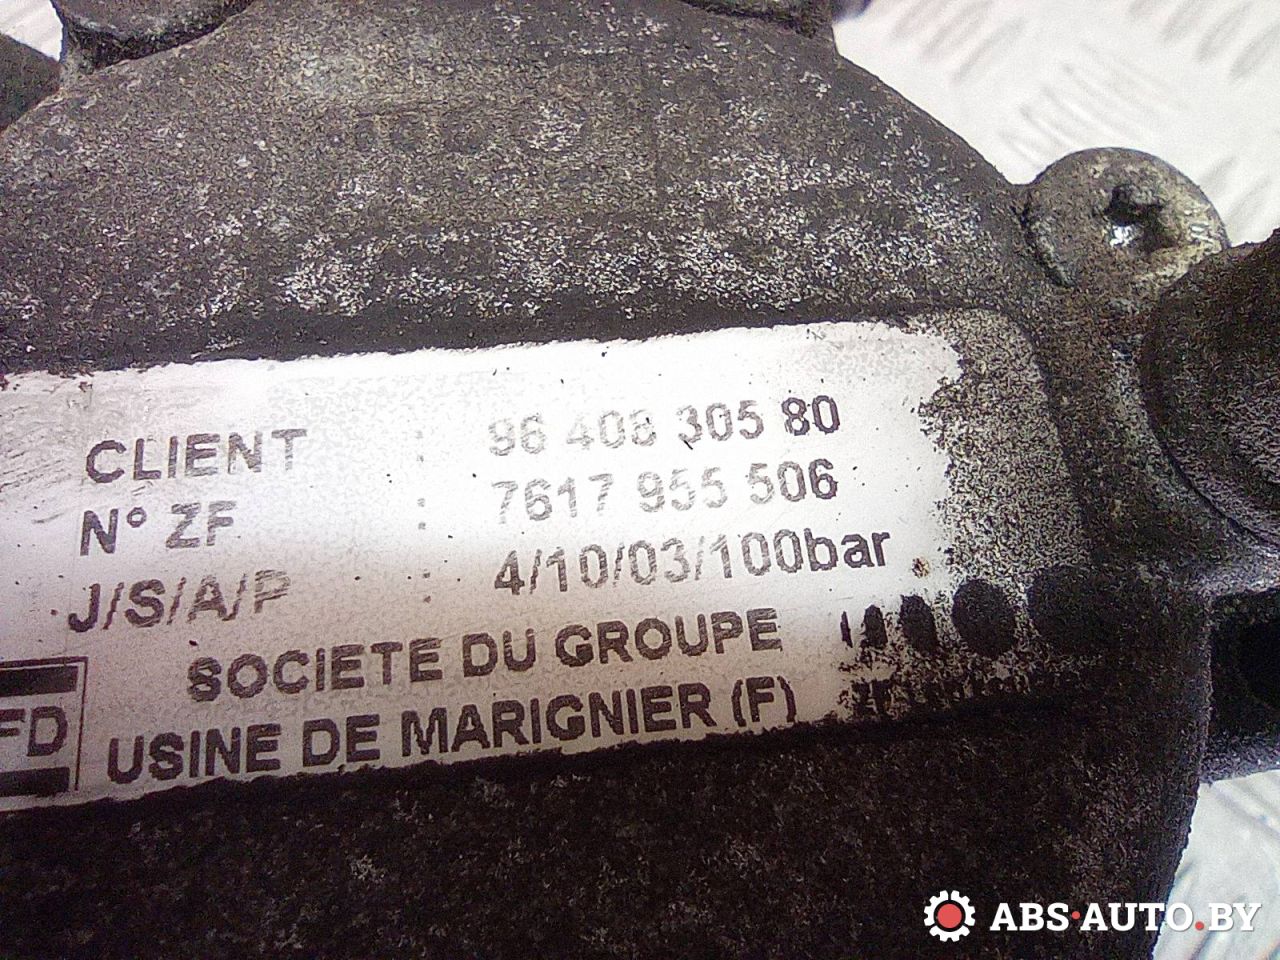 CLIENT : 96 408 305 80
N° ZF : 7617 955 506
J/S/A/P : 4/10/03/100bar
SOCIETE DU GROUPE
FD
USINE DE MARIGNIER (F)
ABS·AUTO.BY